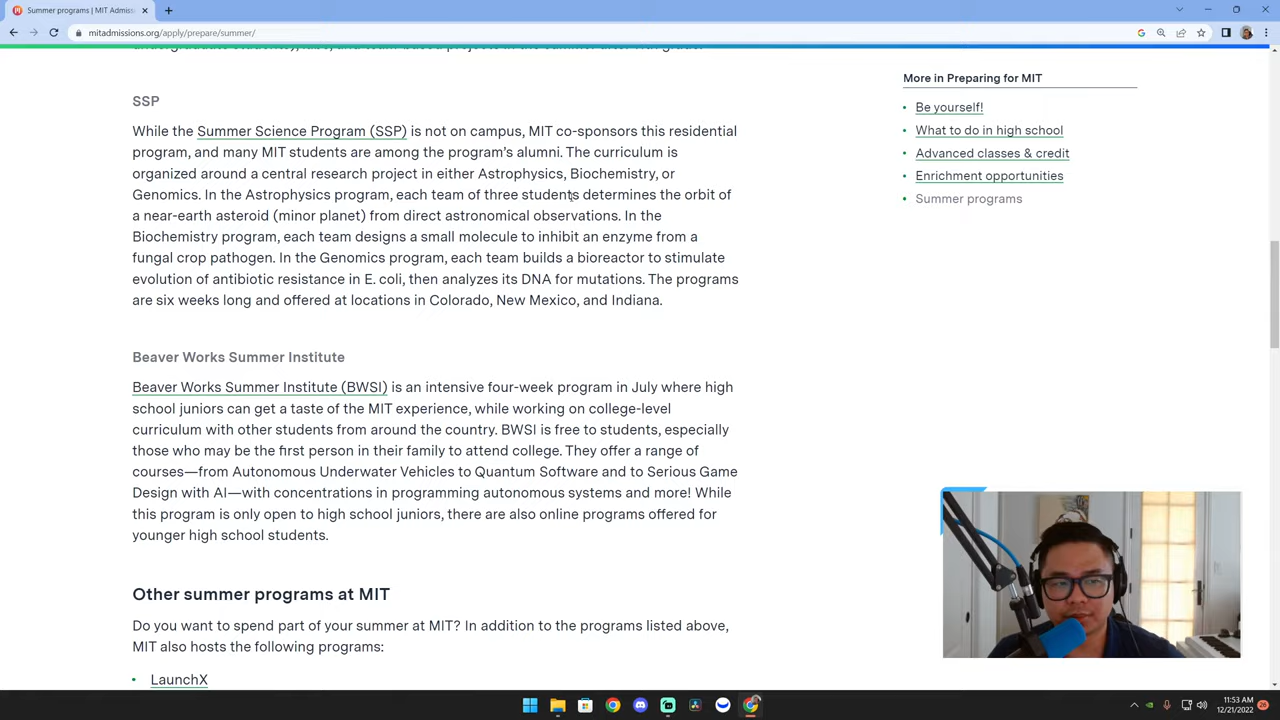 Summer programs | MIT Admiss
mitadmissions.org/apply/prepare/summer/
SSP
While the Summer Science Program (SSP) is not on campus, MIT co-sponsors this residential
program, and many MIT students are among the program's alumni. The curriculum is
organized around a central research project in either Astrophysics, Biochemistry, or
Genomics. In the Astrophysics program, each team of three students determines the orbit of
a near-earth asteroid (minor planet) from direct astronomical observations. In the
Biochemistry program, each team designs a small molecule to inhibit an enzyme from a
fungal crop pathogen. In the Genomics program, each team builds a bioreactor to stimulate
evolution of antibiotic resistance in E. coli, then analyzes its DNA for mutations. The programs
are six weeks long and offered at locations in Colorado, New Mexico, and Indiana.
Beaver Works Summer Institute
Beaver Works Summer Institute (BWSI) is an intensive four-week program in July where high
school juniors can get a taste of the MIT experience, while working on college-level
curriculum with other students from around the country. BWSI is free to students, especially
those who may be the first person in their family to attend college. They offer a range of
courses—from Autonomous Underwater Vehicles to Quantum Software and to Serious Game
Design with AI—with concentrations in programming autonomous systems and more! While
this program is only open to high school juniors, there are also online programs offered for
younger high school students.
Other summer programs at MIT
Do you want to spend part of your summer at MIT? In addition to the programs listed above,
MIT also hosts the following programs:
• LaunchX
More in Preparing for MIT
• Be yourself!
• What to do in high school
• Advanced classes & credit
• Enrichment opportunities
• Summer programs
11:53 AM
12/21/2022
26